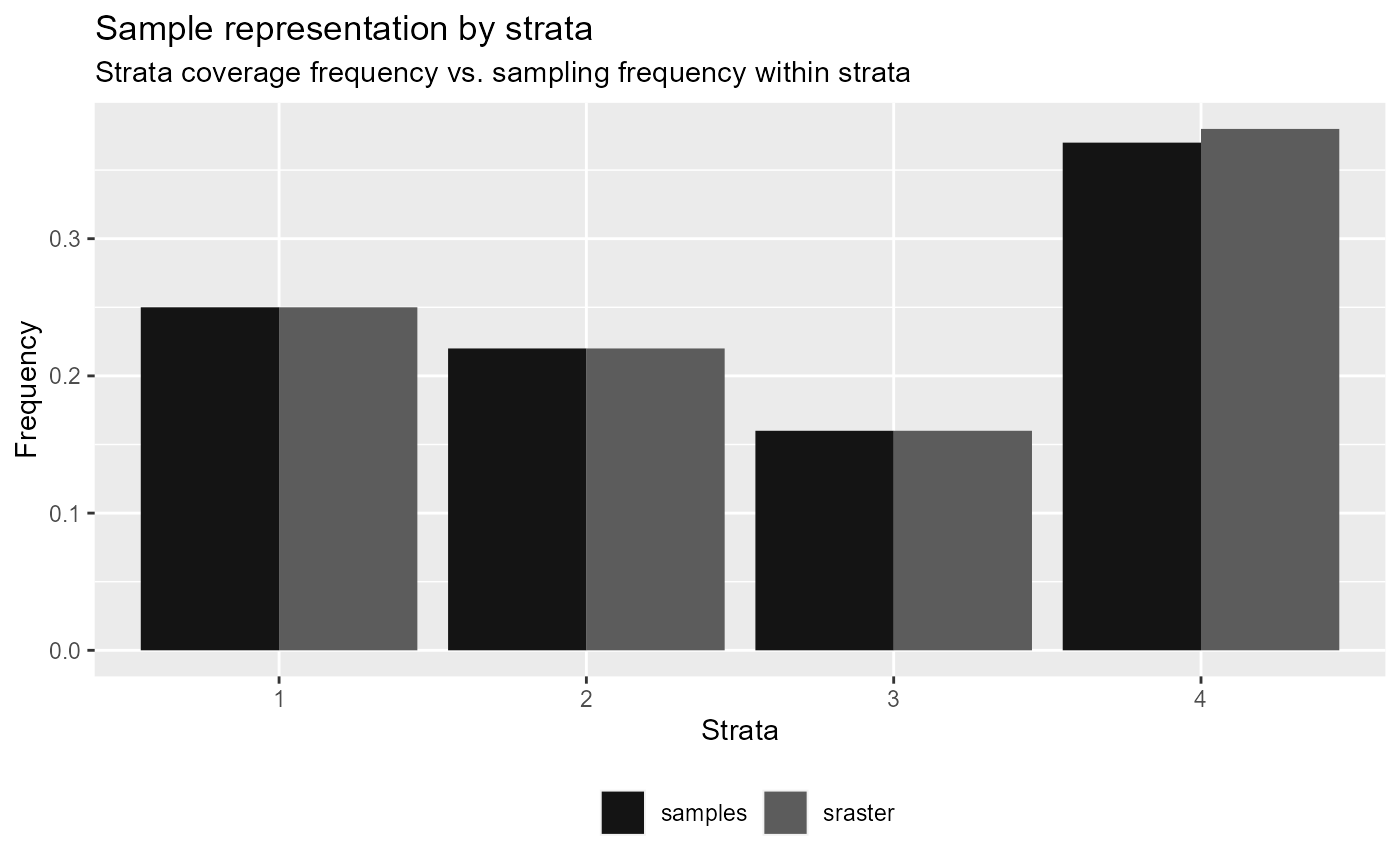 Sample representation by strata
Strata coverage frequency vs. sampling frequency within strata
Frequency
0.3
0.2
0.1
0.0
1 2 3 4
Strata
samples sraster